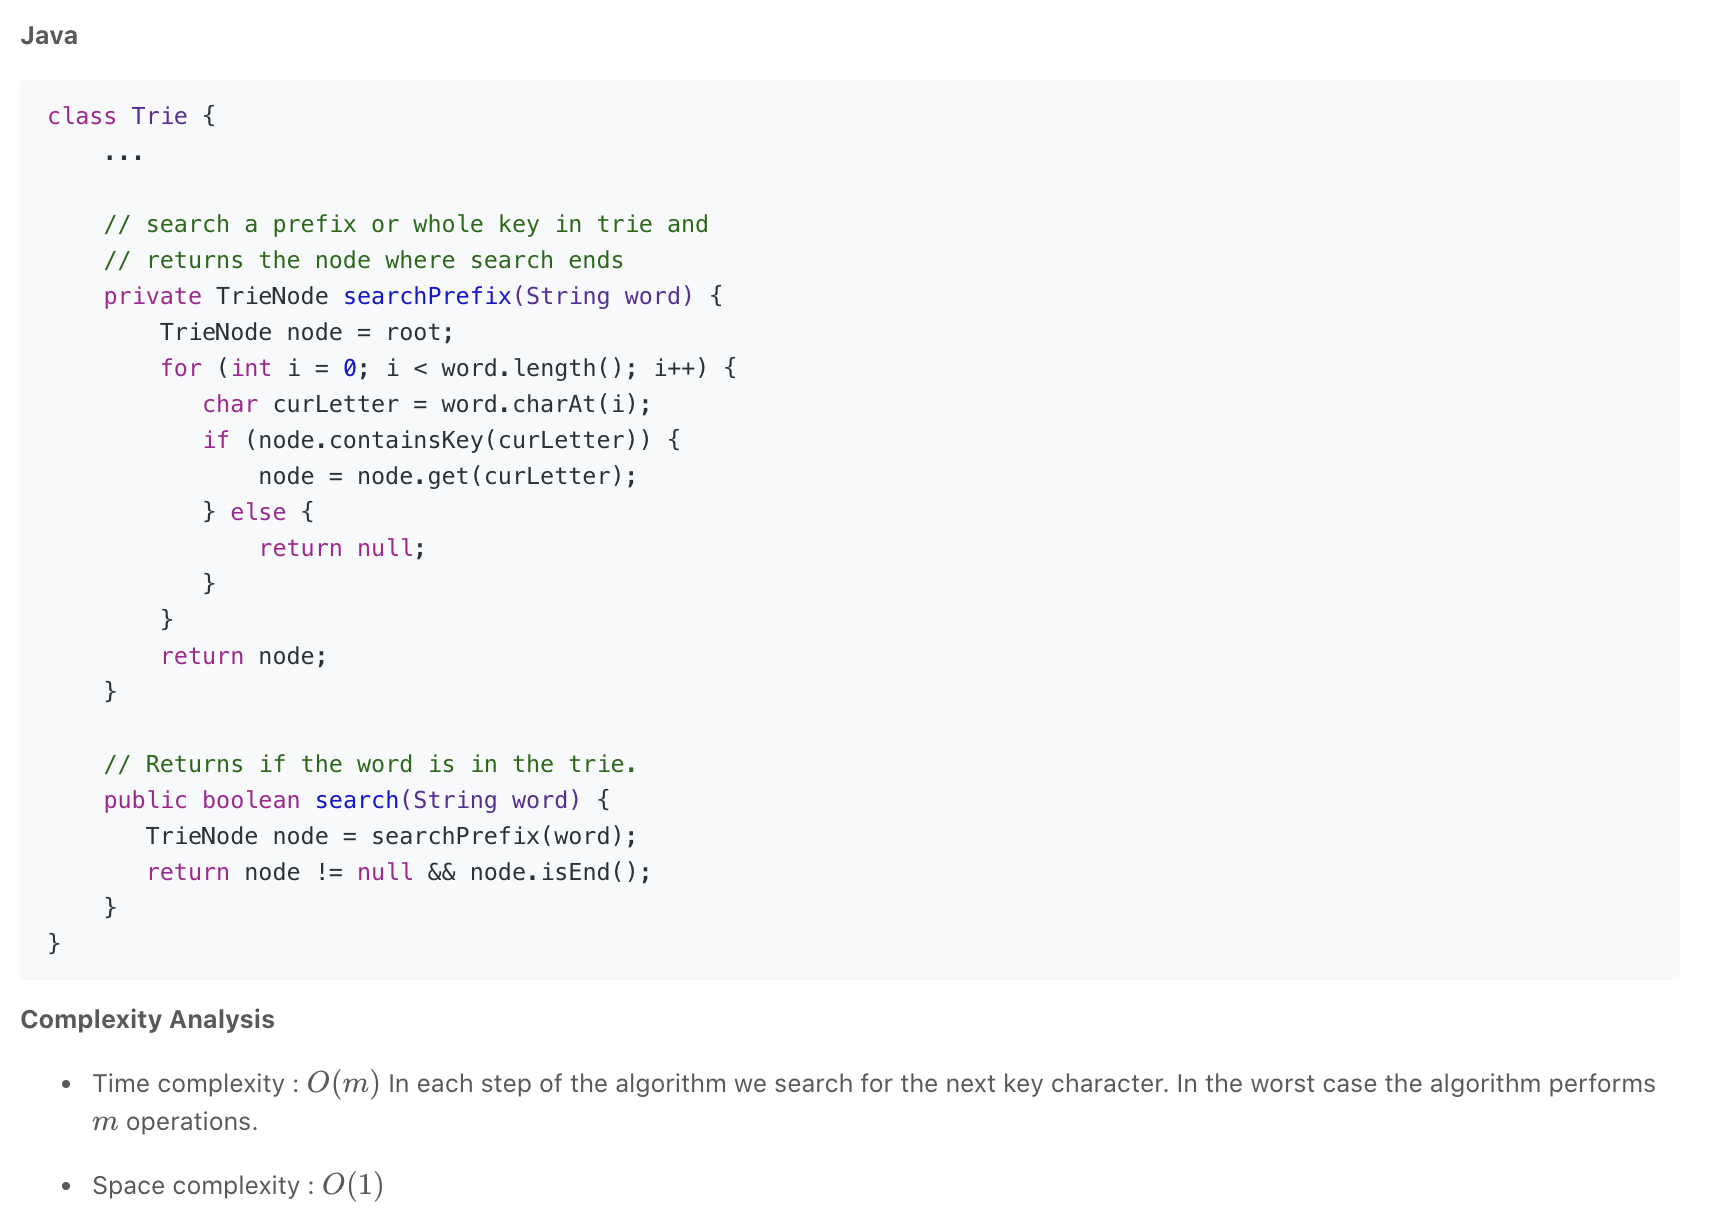 Java
class Trie {
    ...

    // search a prefix or whole key in trie and
    // returns the node where search ends
    private TrieNode searchPrefix(String word) {
        TrieNode node = root;
        for (int i = 0; i < word.length(); i++) {
           char curLetter = word.charAt(i);
           if (node.containsKey(curLetter)) {
               node = node.get(curLetter);
           } else {
               return null;
           }
        }
        return node;
    }

    // Returns if the word is in the trie.
    public boolean search(String word) {
       TrieNode node = searchPrefix(word);
       return node != null && node.isEnd();
    }
}
Complexity Analysis
• Time complexity : O(m) In each step of the algorithm we search for the next key character. In the worst case the algorithm performs
m operations.
• Space complexity : O(1)